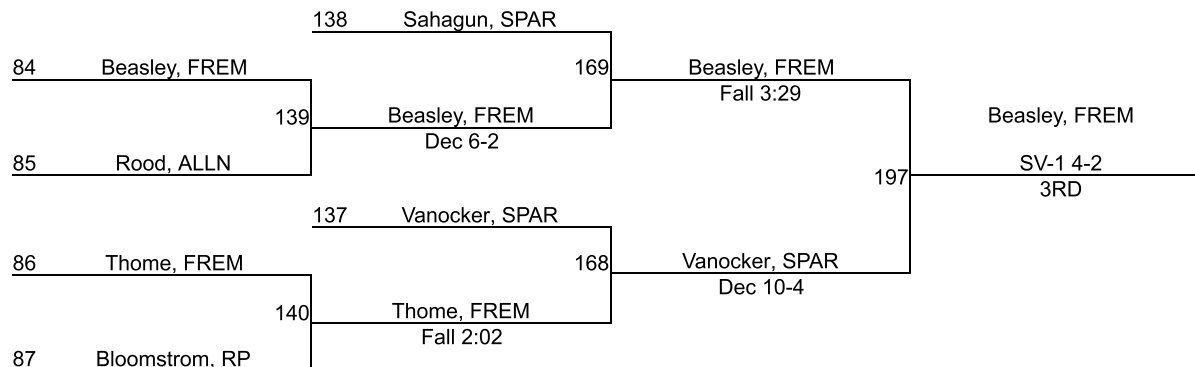 138 Sahagun, SPAR
84 Beasley, FREM
169 Beasley, FREM
Fall 3:29
139 Beasley, FREM
Dec 6-2
Beasley, FREM
85 Rood, ALLN
197 SV-1 4-2
3RD
137 Vanocker, SPAR
86 Thome, FREM
168 Vanocker, SPAR
Dec 10-4
140 Thome, FREM
Fall 2:02
87 Bloomstrom, RP